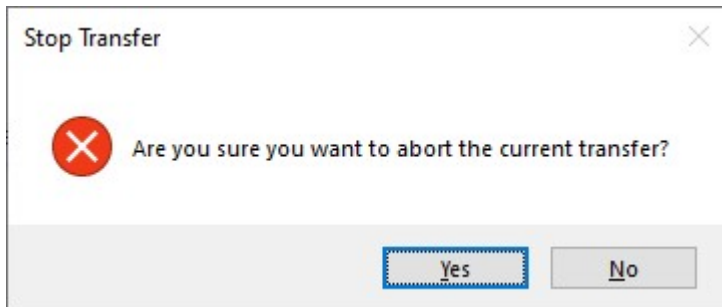 Stop Transfer
Are you sure you want to abort the current transfer?
Yes
No